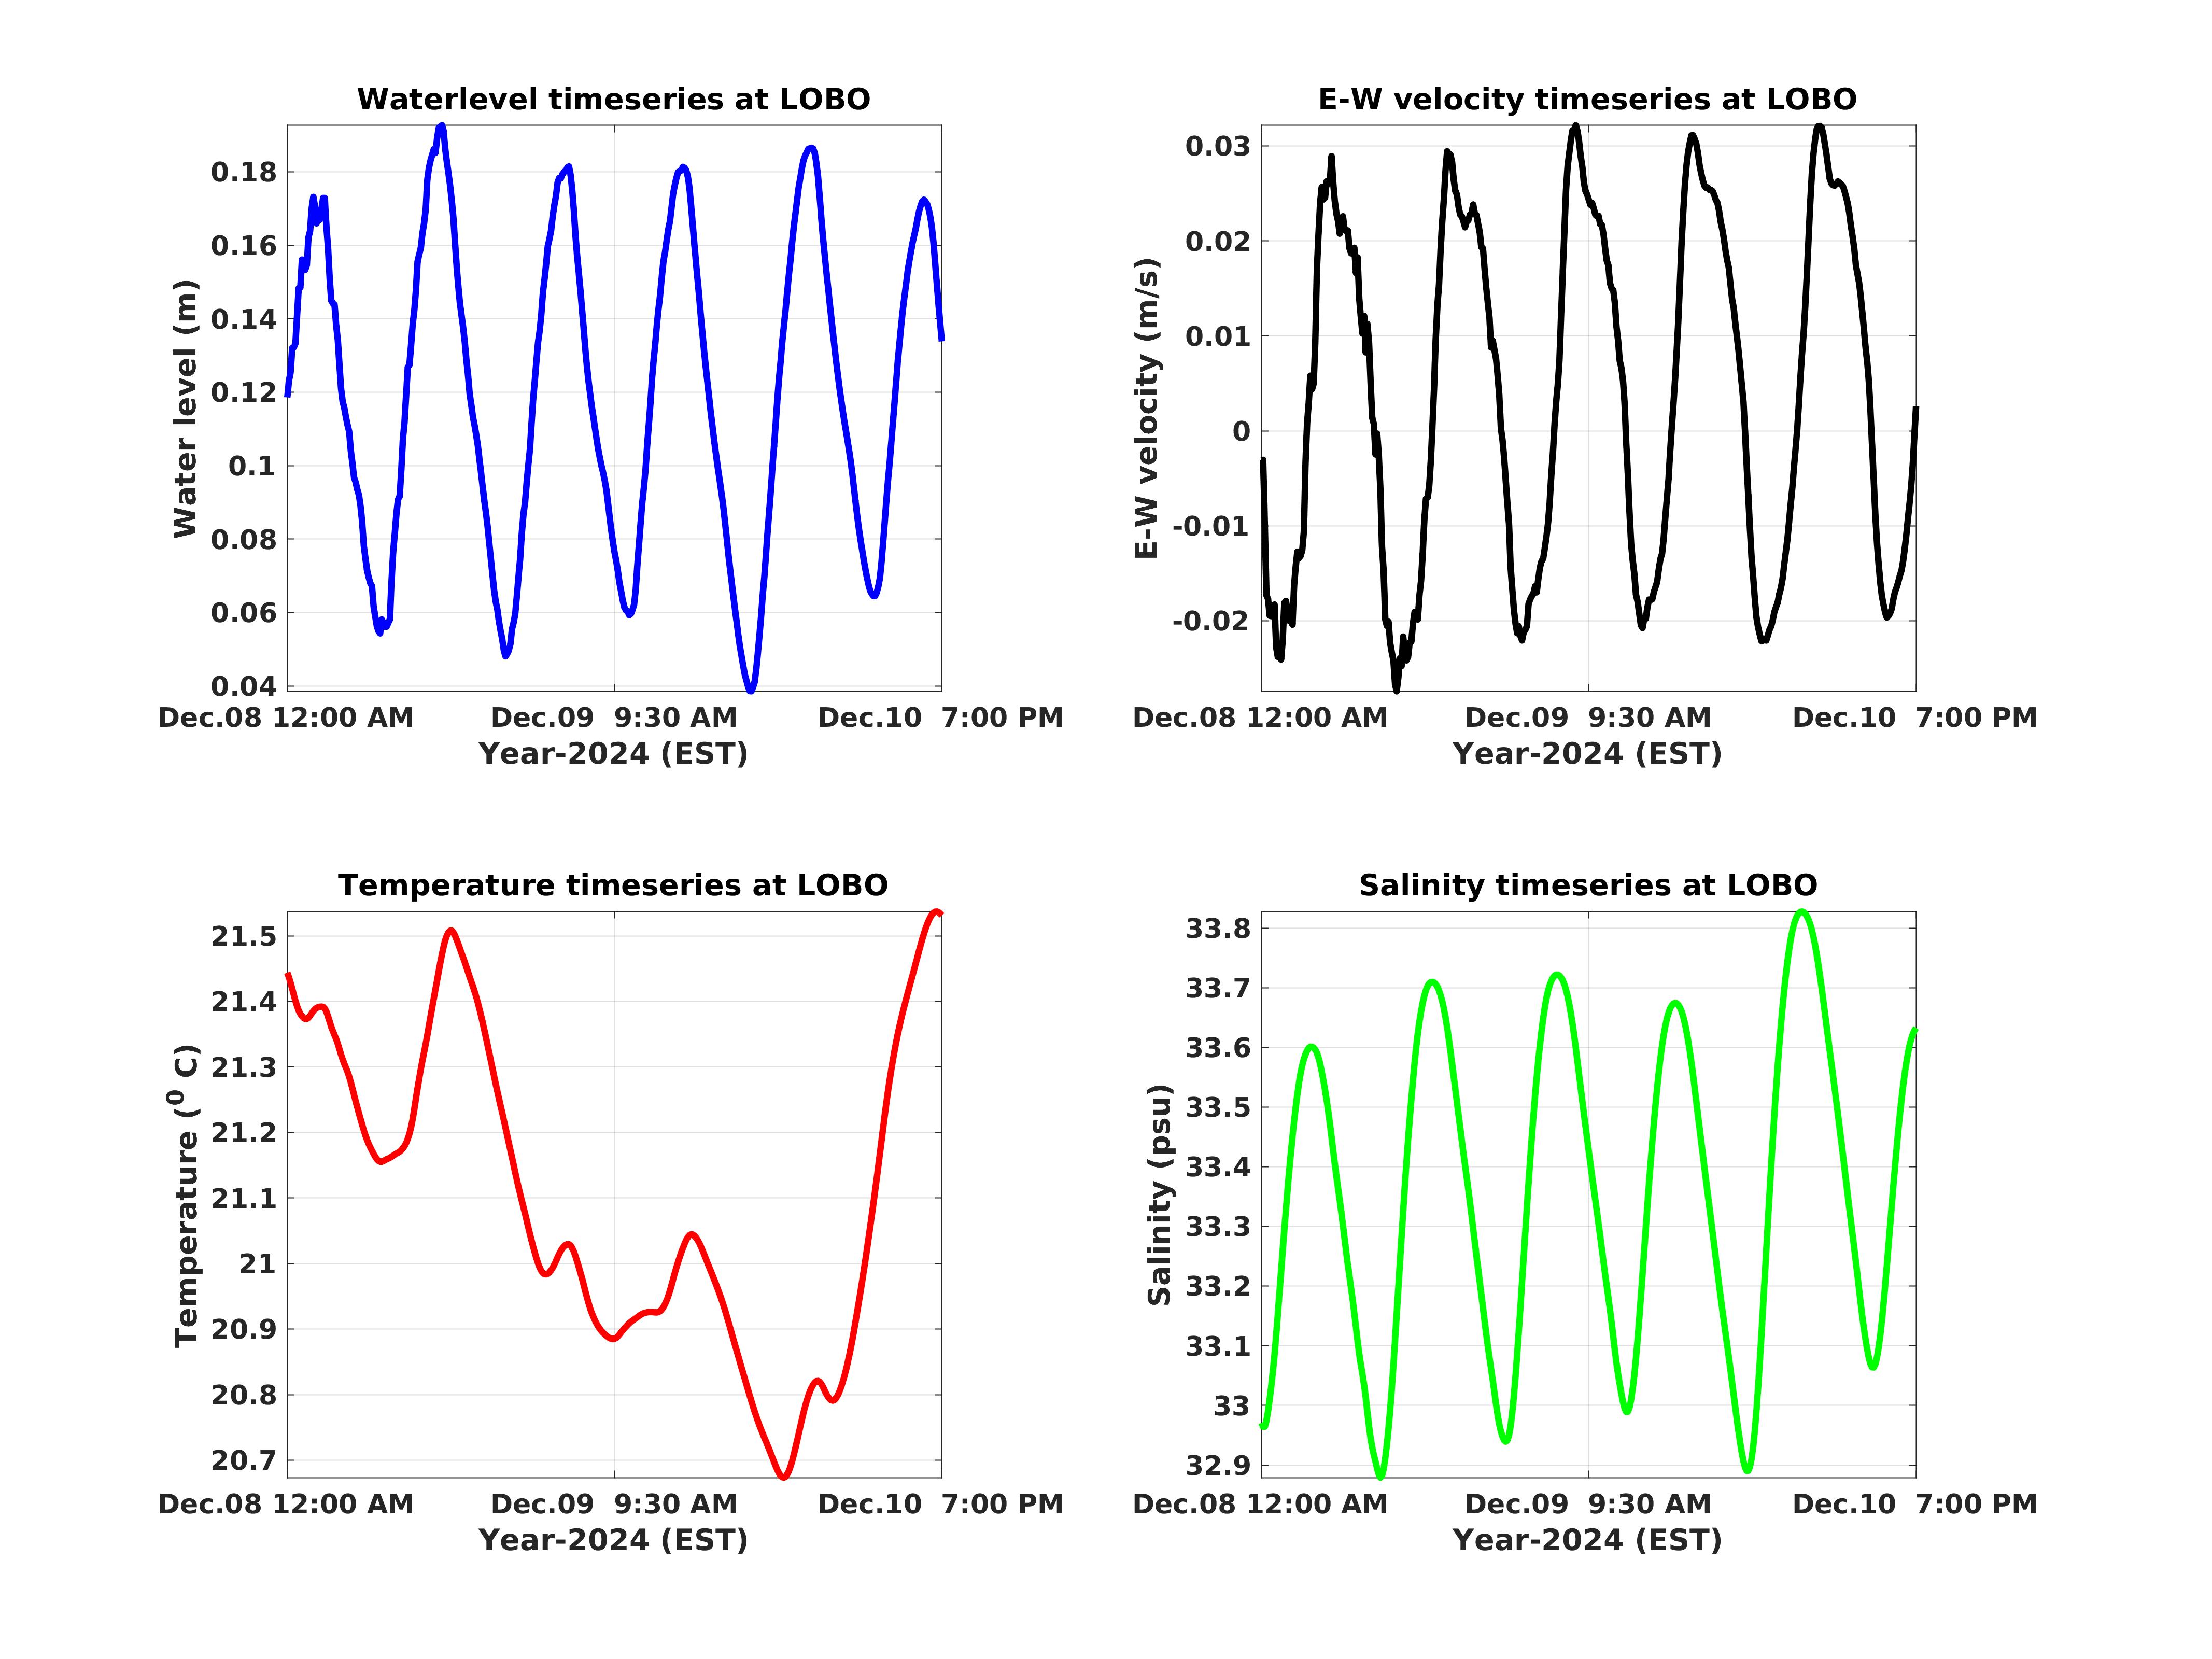 Waterlevel timeseries at LOBO
0.18
0.16
0.14
0.12
0.1
0.08
0.06
0.04
Water level (m)
Dec.08 12:00 AM
Dec.09  9:30 AM
Dec.10  7:00 PM
Year-2024 (EST)
E-W velocity timeseries at LOBO
0.03
0.02
0.01
0
-0.01
-0.02
E-W velocity (m/s)
Dec.08 12:00 AM
Dec.09  9:30 AM
Dec.10  7:00 PM
Year-2024 (EST)
Temperature timeseries at LOBO
21.5
21.4
21.3
21.2
21.1
21
20.9
20.8
20.7
Temperature (⁰ C)
Dec.08 12:00 AM
Dec.09  9:30 AM
Dec.10  7:00 PM
Year-2024 (EST)
Salinity timeseries at LOBO
33.8
33.7
33.6
33.5
33.4
33.3
33.2
33.1
33
32.9
Salinity (psu)
Dec.08 12:00 AM
Dec.09  9:30 AM
Dec.10  7:00 PM
Year-2024 (EST)